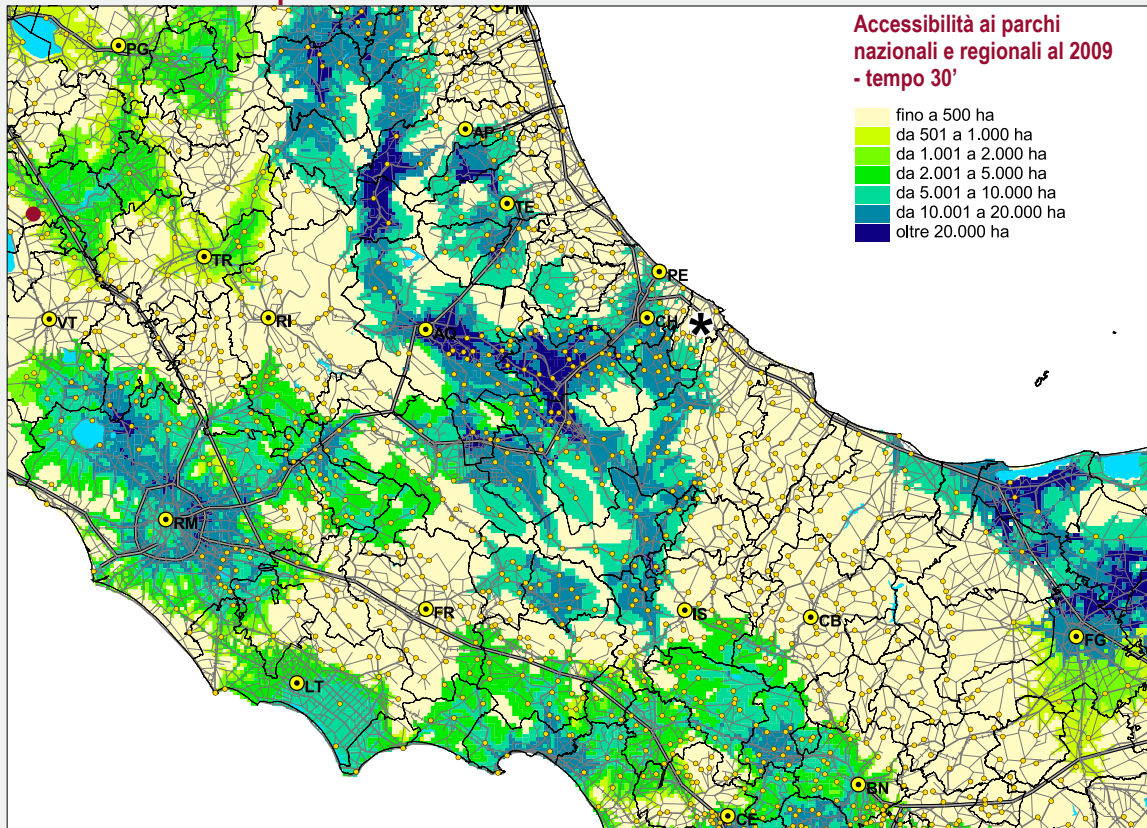 Accessibilità ai parchi
nazionali e regionali al 2009
- tempo 30'
fino a 500 ha
da 501 a 1.000 ha
da 1.001 a 2.000 ha
da 2.001 a 5.000 ha
da 5.001 a 10.000 ha
da 10.001 a 20.000 ha
oltre 20.000 ha
FM
PG
AP
TE
TR
PE
VT
RI
AQ
CH
*
RM
FR
IS
CB
FG
LT
BN
CE